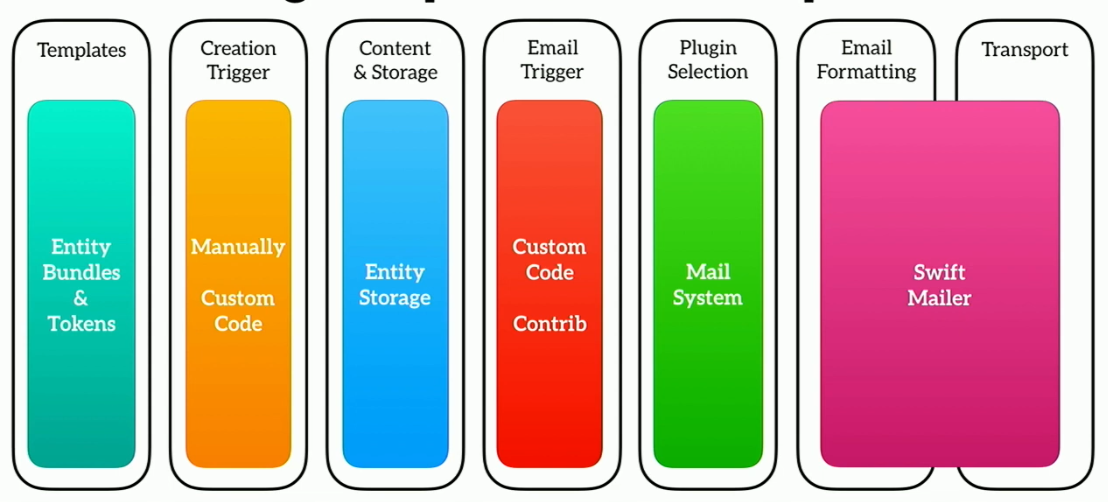 Templates
Creation
Trigger
Content
& Storage
Email
Trigger
Plugin
Selection
Email
Formatting
Transport
Entity
Bundles
&
Tokens
Manually
Custom
Code
Entity
Storage
Custom
Code
Contrib
Mail
System
Swift
Mailer